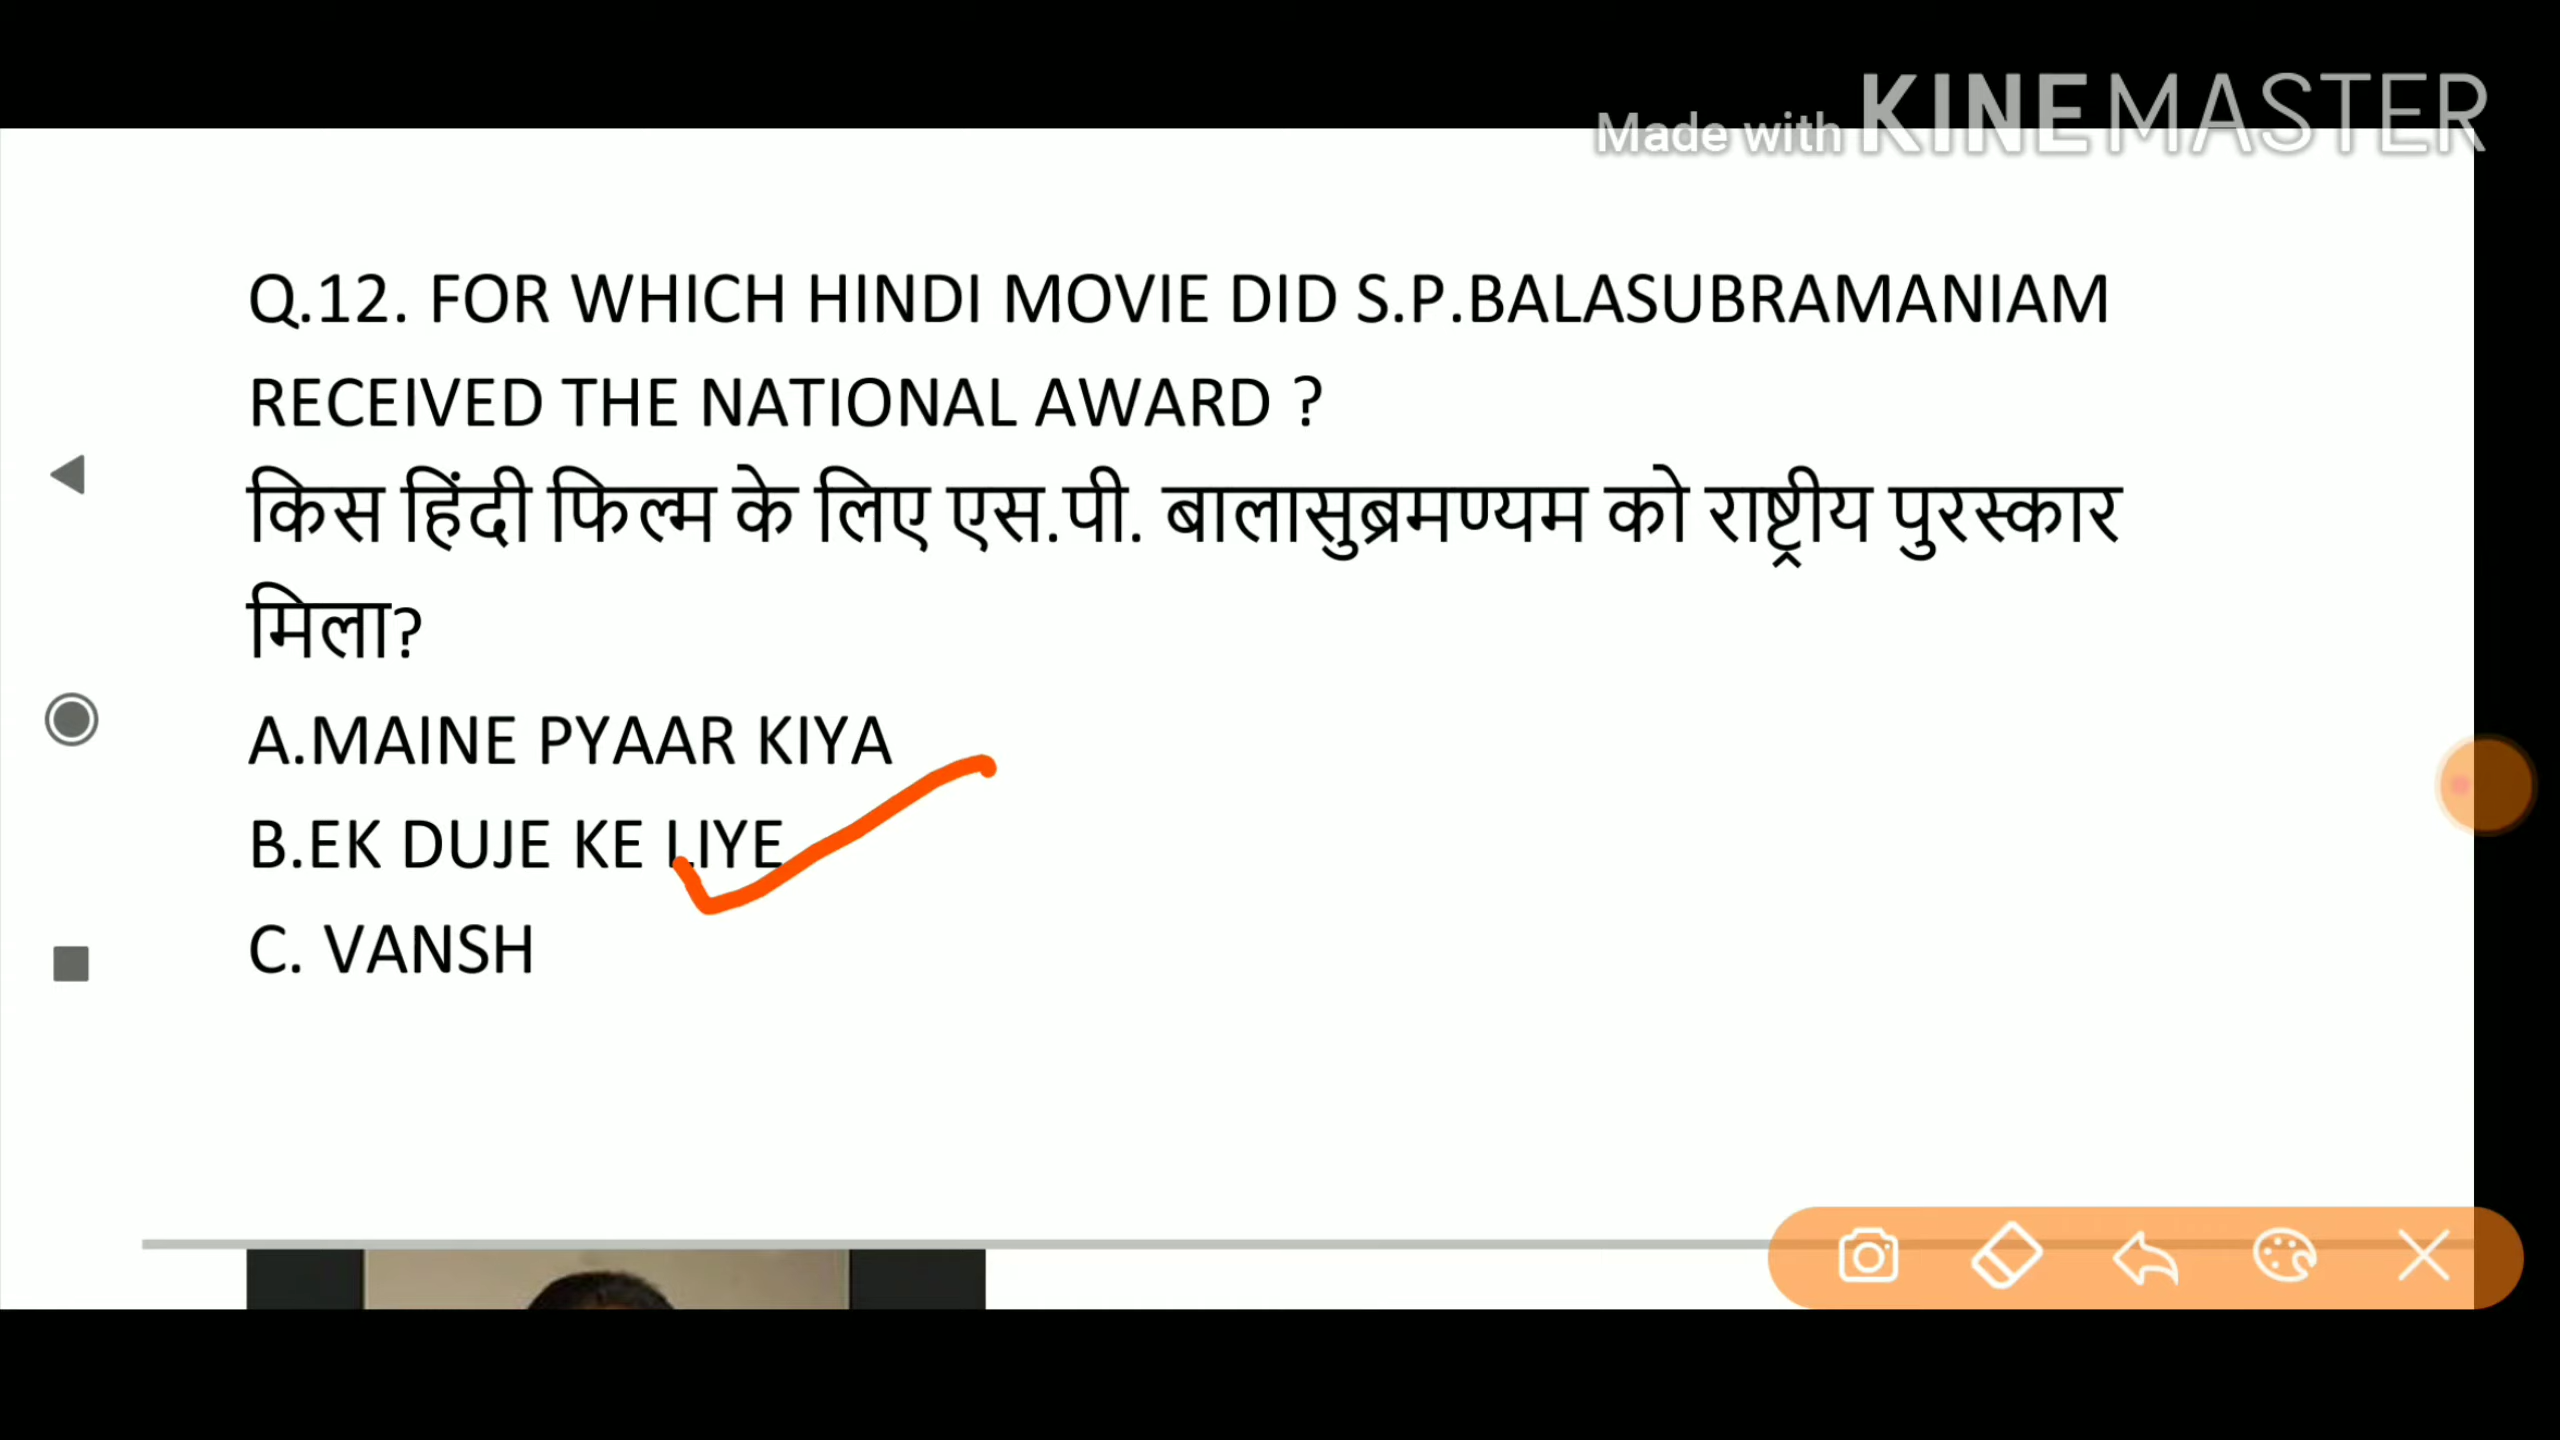 Made with KINEMASTER
Q.12. FOR WHICH HINDI MOVIE DID S.P.BALASUBRAMANIAM
RECEIVED THE NATIONAL AWARD ?
किस हिंदी फिल्म के लिए एस.पी. बालासुब्रमण्यम को राष्ट्रीय पुरस्कार
मिला?
A.MAINE PYAAR KIYA
B.EK DUJE KE LIYE
C. VANSH